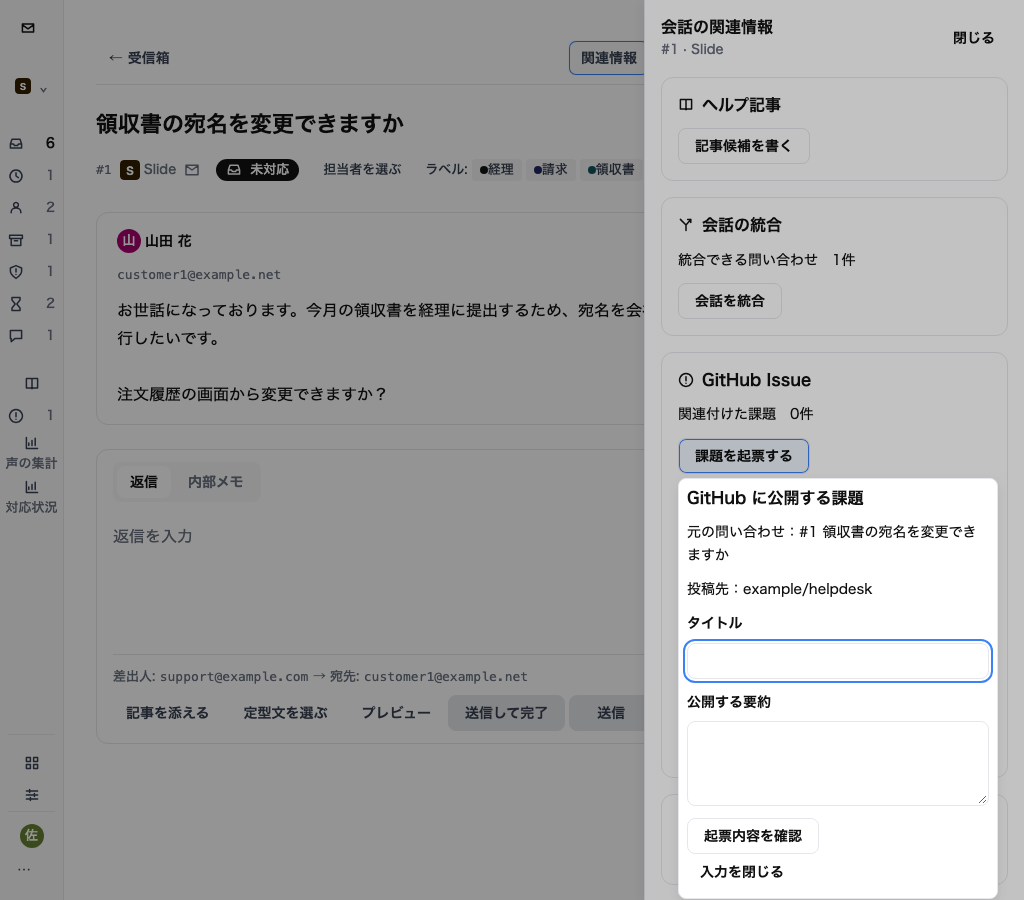 S
6
1
2
1
1
2
1
1
声の集計
対応状況
佐
...
← 受信箱
関連情報
領収書の宛名を変更できますか
#1 S Slide 未対応 担当者を選ぶ ラベル: 経理 請求 領収書
山 山田 花
customer1@example.net
お世話になっております。今月の領収書を経理に提出するため、宛名を会
行したいです。
注文履歴の画面から変更できますか？
返信 内部メモ
返信を入力
差出人: support@example.com → 宛先: customer1@example.net
記事を添える 定型文を選ぶ プレビュー 送信して完了 送信
会話の関連情報
#1 · Slide
閉じる
ヘルプ記事
記事候補を書く
会話の統合
統合できる問い合わせ 1件
会話を統合
GitHub Issue
関連付けた課題 0件
課題を起票する
GitHub に公開する課題
元の問い合わせ：#1 領収書の宛名を変更でき
ますか
投稿先：example/helpdesk
タイトル
公開する要約
起票内容を確認
入力を閉じる